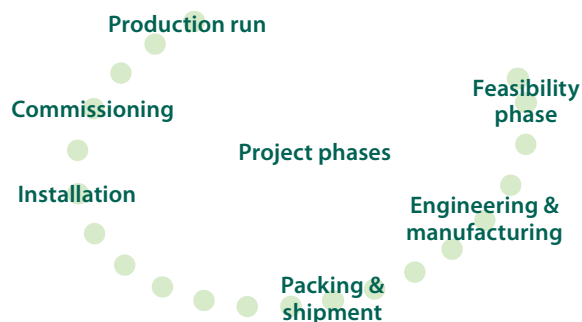 Production run
Feasibility
phase
Commissioning
Project phases
Installation
Engineering &
manufacturing
Packing &
shipment